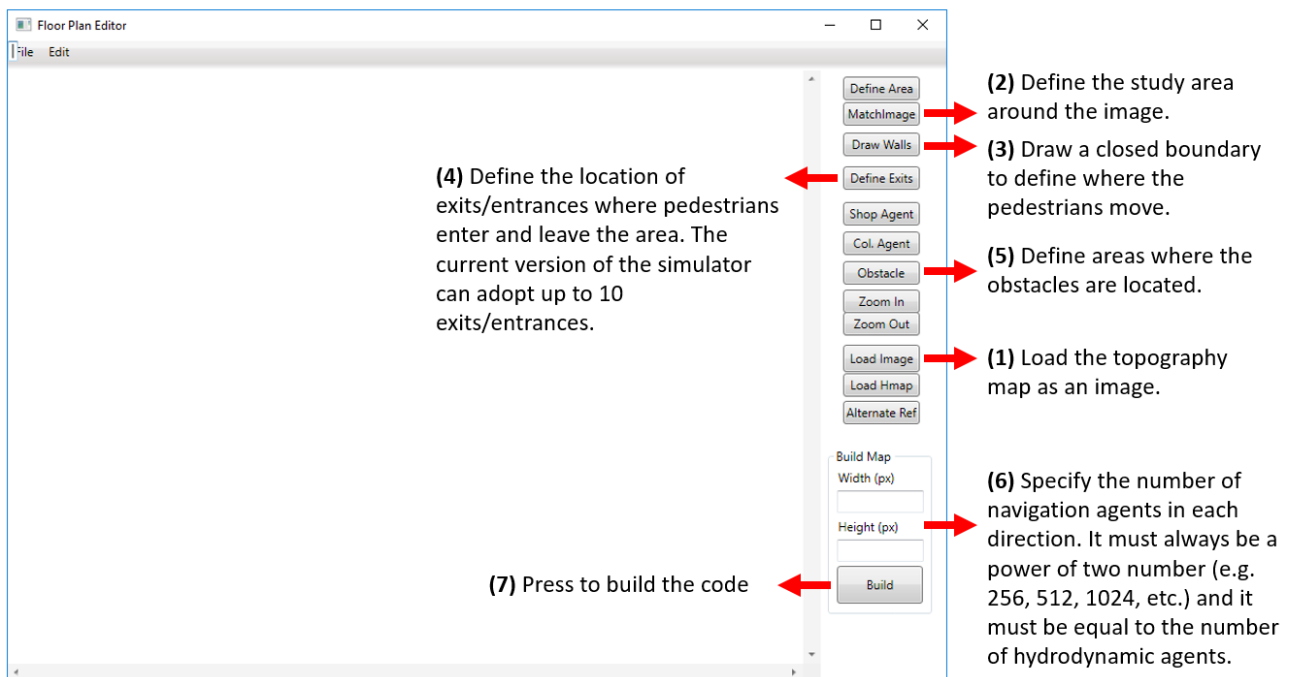 Floor Plan Editor
File Edit
Define Area
MatchImage
Draw Walls
Define Exits
Shop Agent
Col. Agent
Obstacle
Zoom In
Zoom Out
Load Image
Load Hmap
Alternate Ref
Build Map
Width (px)
Height (px)
Build
(2) Define the study area
around the image.
(3) Draw a closed boundary
to define where the
pedestrians move.
(4) Define the location of
exits/entrances where pedestrians
enter and leave the area. The
current version of the simulator
can adopt up to 10
exits/entrances.
(5) Define areas where the
obstacles are located.
(1) Load the topography
map as an image.
(6) Specify the number of
navigation agents in each
direction. It must always be a
power of two number (e.g.
256, 512, 1024, etc.) and it
must be equal to the number
of hydrodynamic agents.
(7) Press to build the code